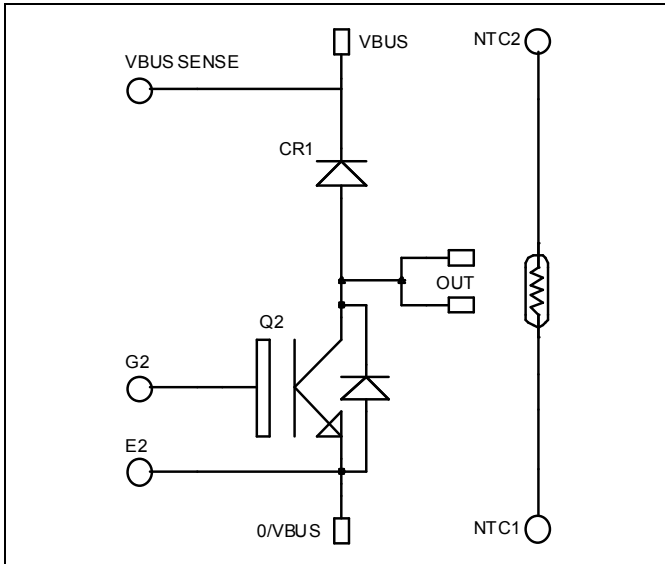 VBUS
NTC2
VBUS SENSE
CR1
OUT
Q2
G2
E2
0/VBUS
NTC1